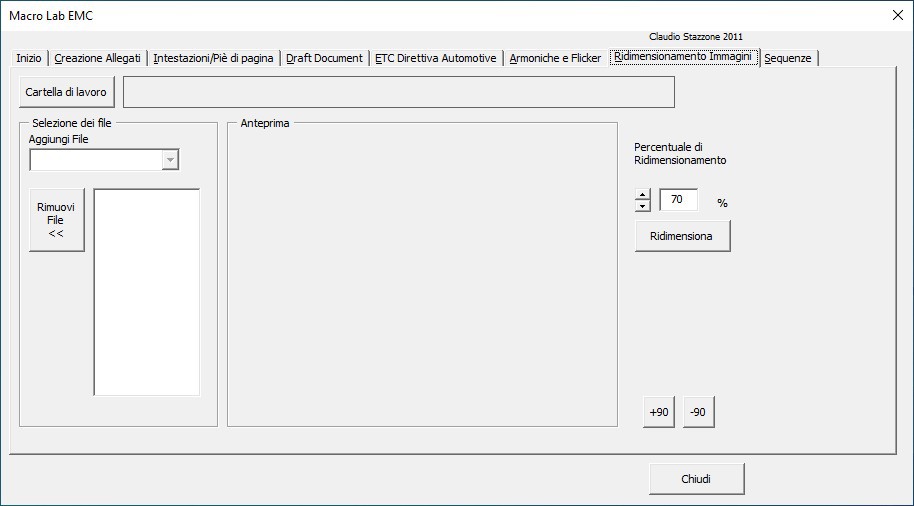 Macro Lab EMC
Claudio Stazzone 2011
Inizio Creazione Allegati Intestazioni/Piè di pagina Draft Document ETC Direttiva Automotive Armoniche e Flicker Ridimensionamento Immagini Sequenze
Cartella di lavoro
Selezione dei file
Anteprima
Aggiungi File
Percentuale di
Ridimensionamento
Rimuovi
File
<<
70 %
Ridimensiona
+90 -90
Chiudi